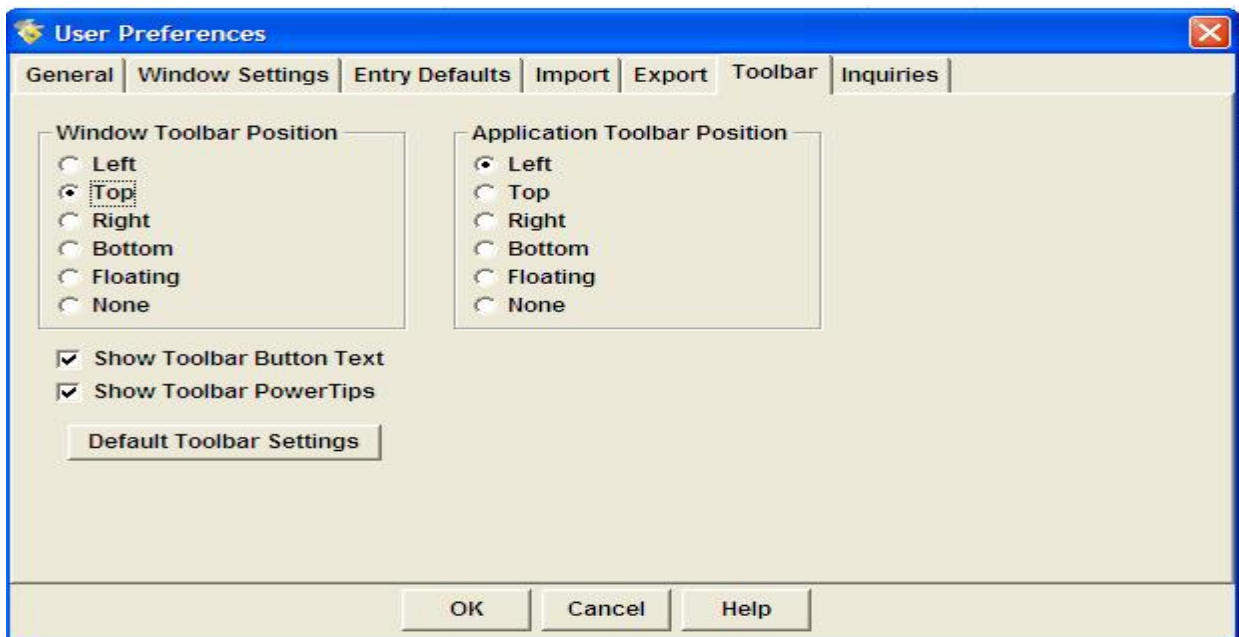 User Preferences
General Window Settings Entry Defaults Import Export Toolbar Inquiries
Window Toolbar Position
Left
Top
Right
Bottom
Floating
None
Application Toolbar Position
Left
Top
Right
Bottom
Floating
None
Show Toolbar Button Text
Show Toolbar PowerTips
Default Toolbar Settings
OK Cancel Help